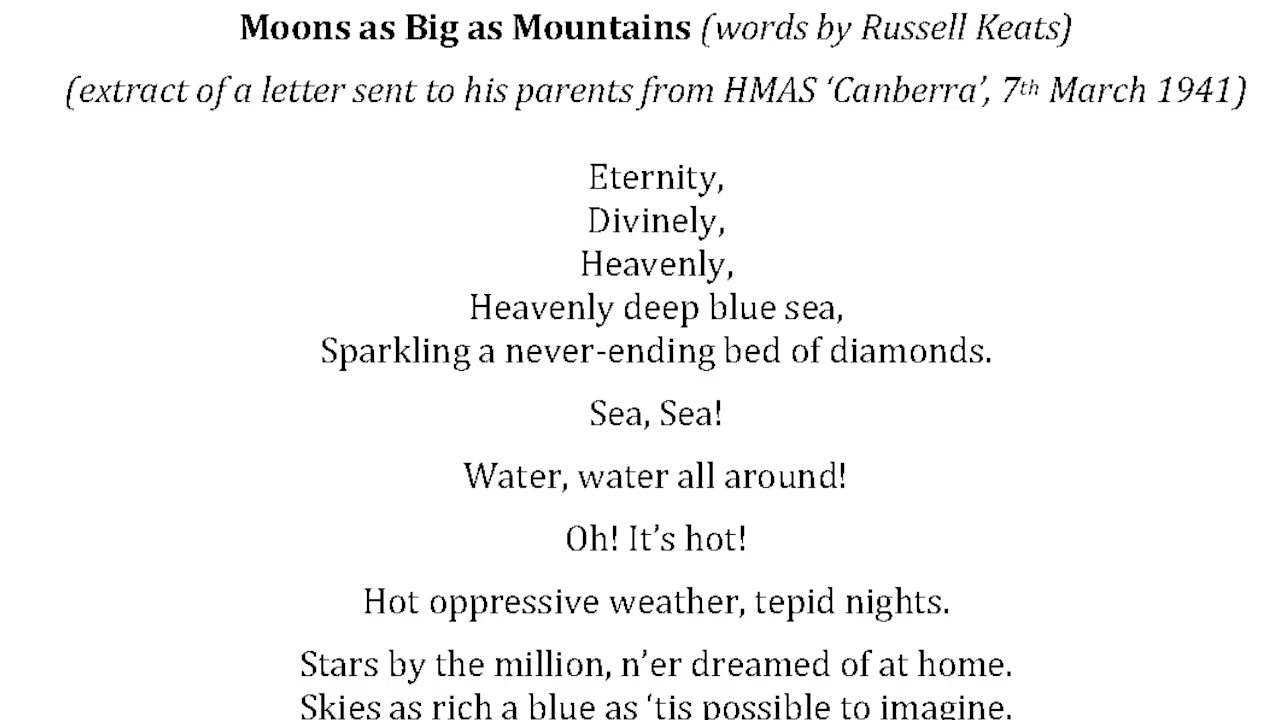 Moons as Big as Mountains (words by Russell Keats)
(extract of a letter sent to his parents from HMAS ‘Canberra’, 7th March 1941)
Eternity,
Divinely,
Heavenly,
Heavenly deep blue sea,
Sparkling a never-ending bed of diamonds.
Sea, Sea!
Water, water all around!
Oh! It’s hot!
Hot oppressive weather, tepid nights.
Stars by the million, n’er dreamed of at home.
Skies as rich a blue as ‘tis possible to imagine.